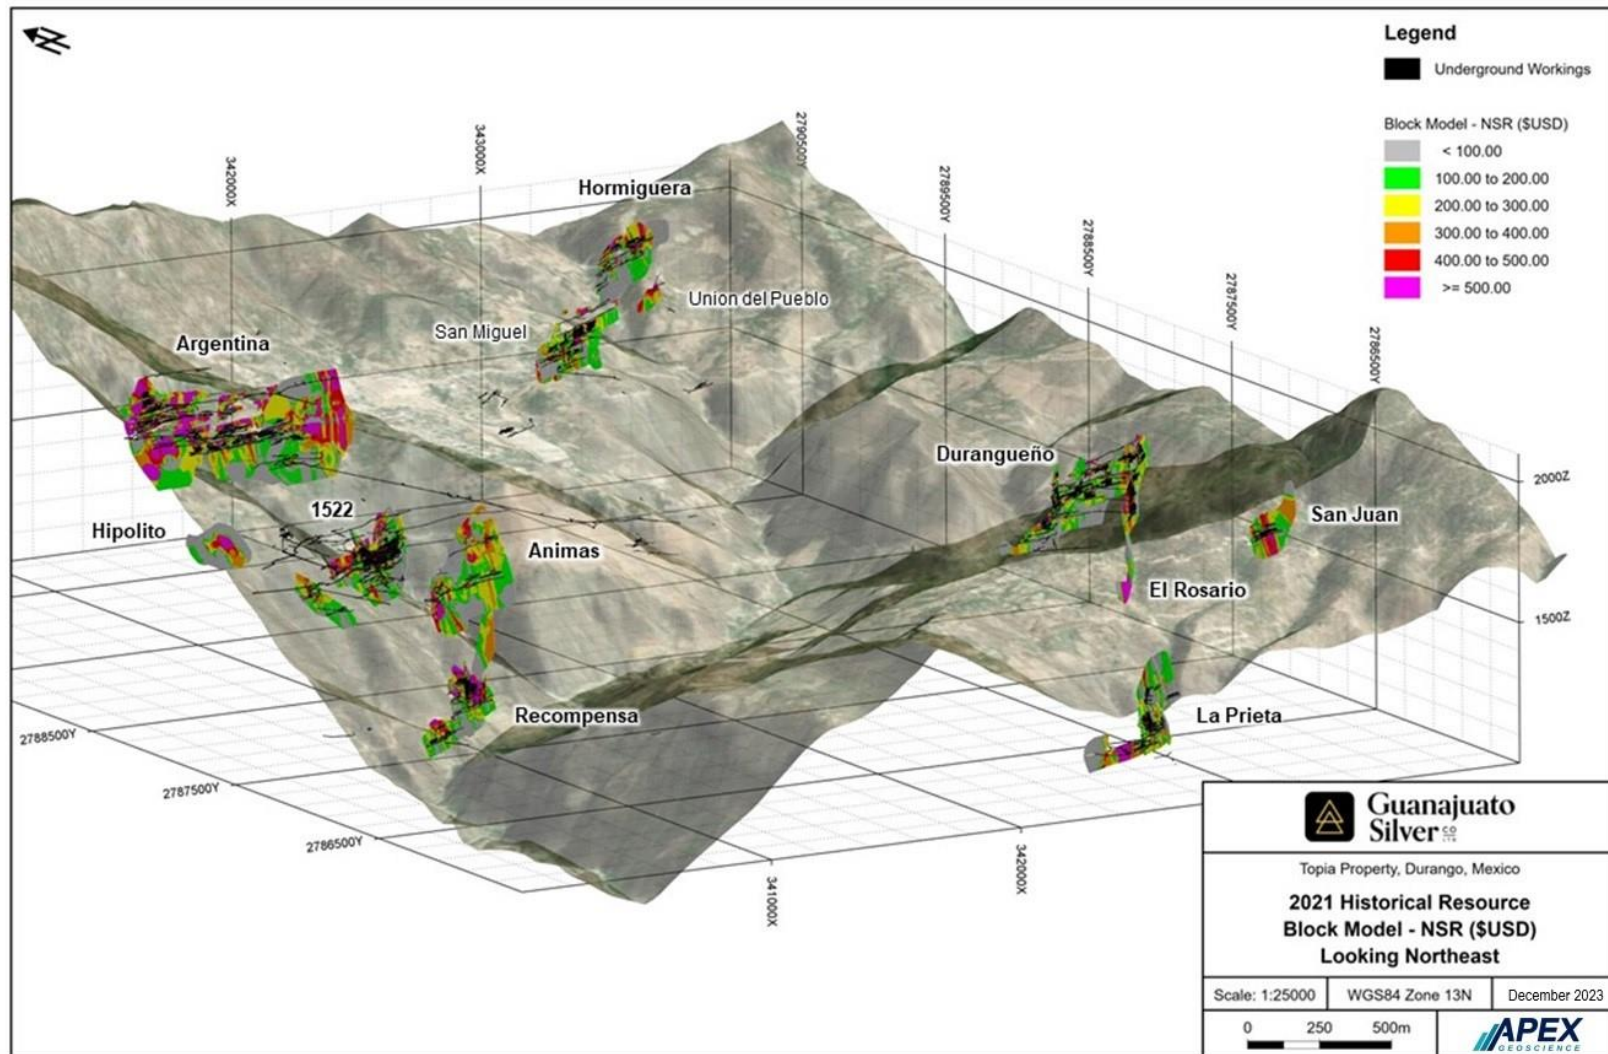 N
Legend
Underground Workings
Block Model - NSR ($USD)
< 100.00
100.00 to 200.00
200.00 to 300.00
300.00 to 400.00
400.00 to 500.00
>= 500.00
342000X
343000X
2790500Y
2789500Y
2788500Y
2787500Y
2786500Y
Hormiguera
Union del Pueblo
San Miguel
Argentina
Durangueño
2000Z
1522
San Juan
Hipolito
Animas
El Rosario
1500Z
Recompensa
La Prieta
2788500Y
2787500Y
2786500Y
341000X
342000X
Guanajuato
Silver CO
LTD
Topia Property, Durango, Mexico
2021 Historical Resource
Block Model - NSR ($USD)
Looking Northeast
Scale: 1:25000 WGS84 Zone 13N December 2023
0 250 500m
APEX
GEOSCIENCE